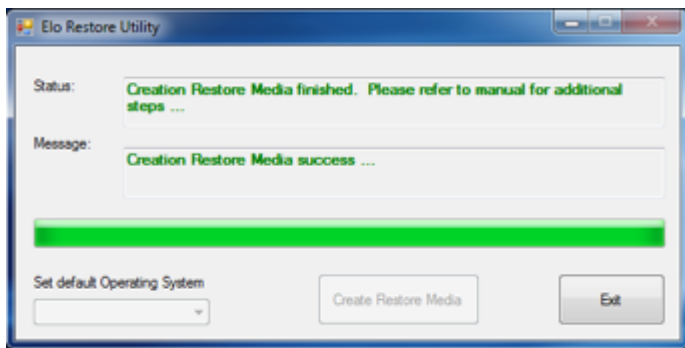 Elo Restore Utility
Status:
Creation Restore Media finished.  Please refer to manual for additional
steps ...
Message:
Creation Restore Media success ...
Set default Operating System
Create Restore Media
Exit